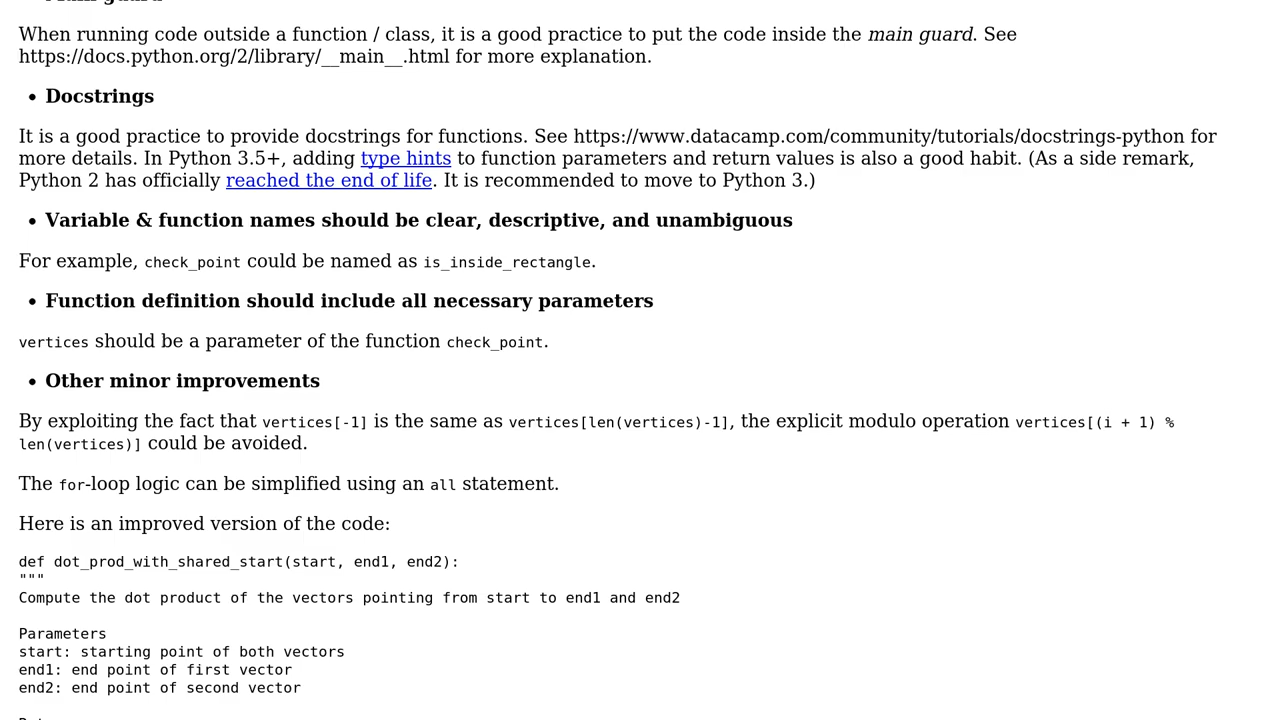 Main guard
When running code outside a function / class, it is a good practice to put the code inside the main guard. See
https://docs.python.org/2/library/__main__.html for more explanation.
• Docstrings
It is a good practice to provide docstrings for functions. See https://www.datacamp.com/community/tutorials/docstrings-python for
more details. In Python 3.5+, adding type hints to function parameters and return values is also a good habit. (As a side remark,
Python 2 has officially reached the end of life. It is recommended to move to Python 3.)
• Variable & function names should be clear, descriptive, and unambiguous
For example, check_point could be named as is_inside_rectangle.
• Function definition should include all necessary parameters
vertices should be a parameter of the function check_point.
• Other minor improvements
By exploiting the fact that vertices[-1] is the same as vertices[len(vertices)-1], the explicit modulo operation vertices[(i + 1) %
len(vertices)] could be avoided.
The for-loop logic can be simplified using an all statement.
Here is an improved version of the code:
def dot_prod_with_shared_start(start, end1, end2):
"""
Compute the dot product of the vectors pointing from start to end1 and end2
Parameters
start: starting point of both vectors
end1: end point of first vector
end2: end point of second vector